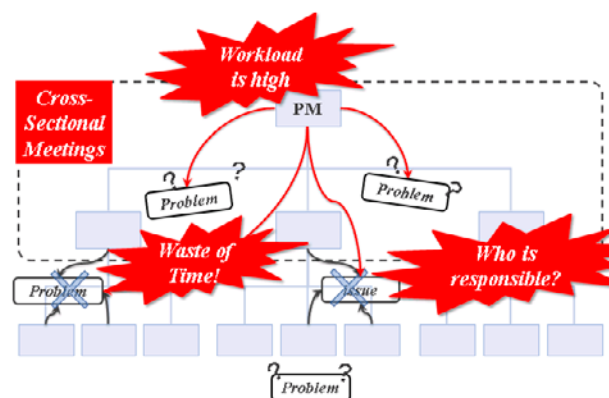 Workload
is high
Cross-
Sectional
Meetings
PM
? ?
Problem
? ?
Problem
Waste of
Time!
Who is
responsible?
Problem
issue
? ?
Problem